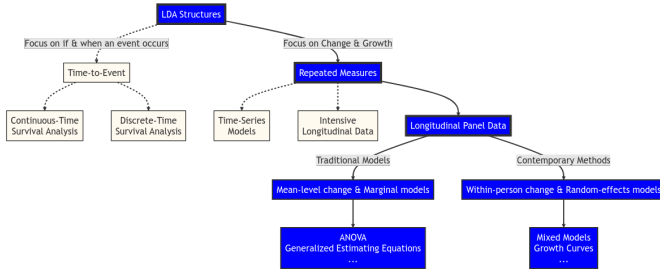 LDA Structures
Focus on if & when an event occurs
Focus on Change & Growth
Time-to-Event
Repeated Measures
Continuous-Time
Survival Analysis
Discrete-Time
Survival Analysis
Time-Series
Models
Intensive
Longitudinal Data
Longitudinal Panel Data
Traditional Models
Contemporary Methods
Mean-level change & Marginal models
Within-person change & Random-effects models
ANOVA
Generalized Estimating Equations
...
Mixed Models
Growth Curves
...